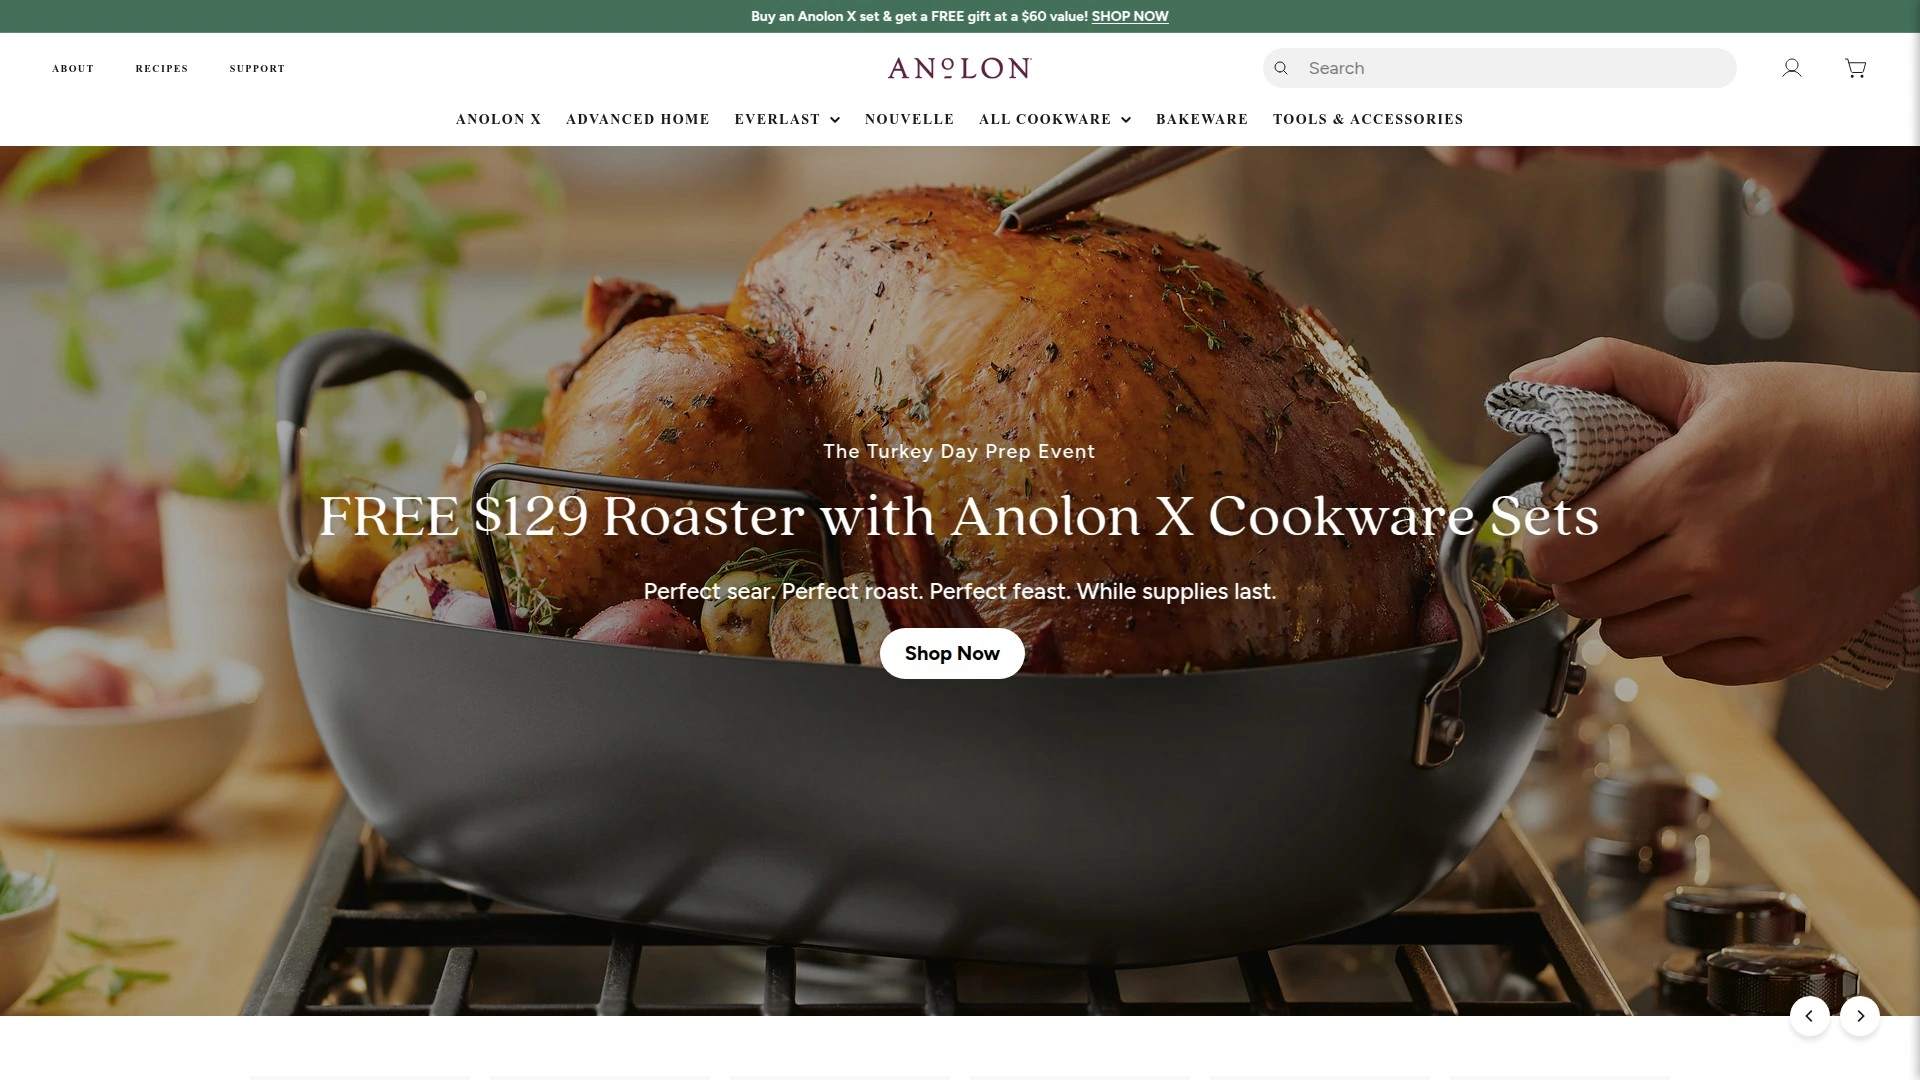 Buy an Anolon X set & get a FREE gift at a $60 value! SHOP NOW
ABOUT RECIPES SUPPORT
ANOLON
Search
ANOLON X ADVANCED HOME EVERLAST NOUVELLE ALL COOKWARE BAKEWARE TOOLS & ACCESSORIES
The Turkey Day Prep Event
FREE $129 Roaster with Anolon X Cookware Sets
Perfect sear. Perfect roast. Perfect feast. While supplies last.
Shop Now